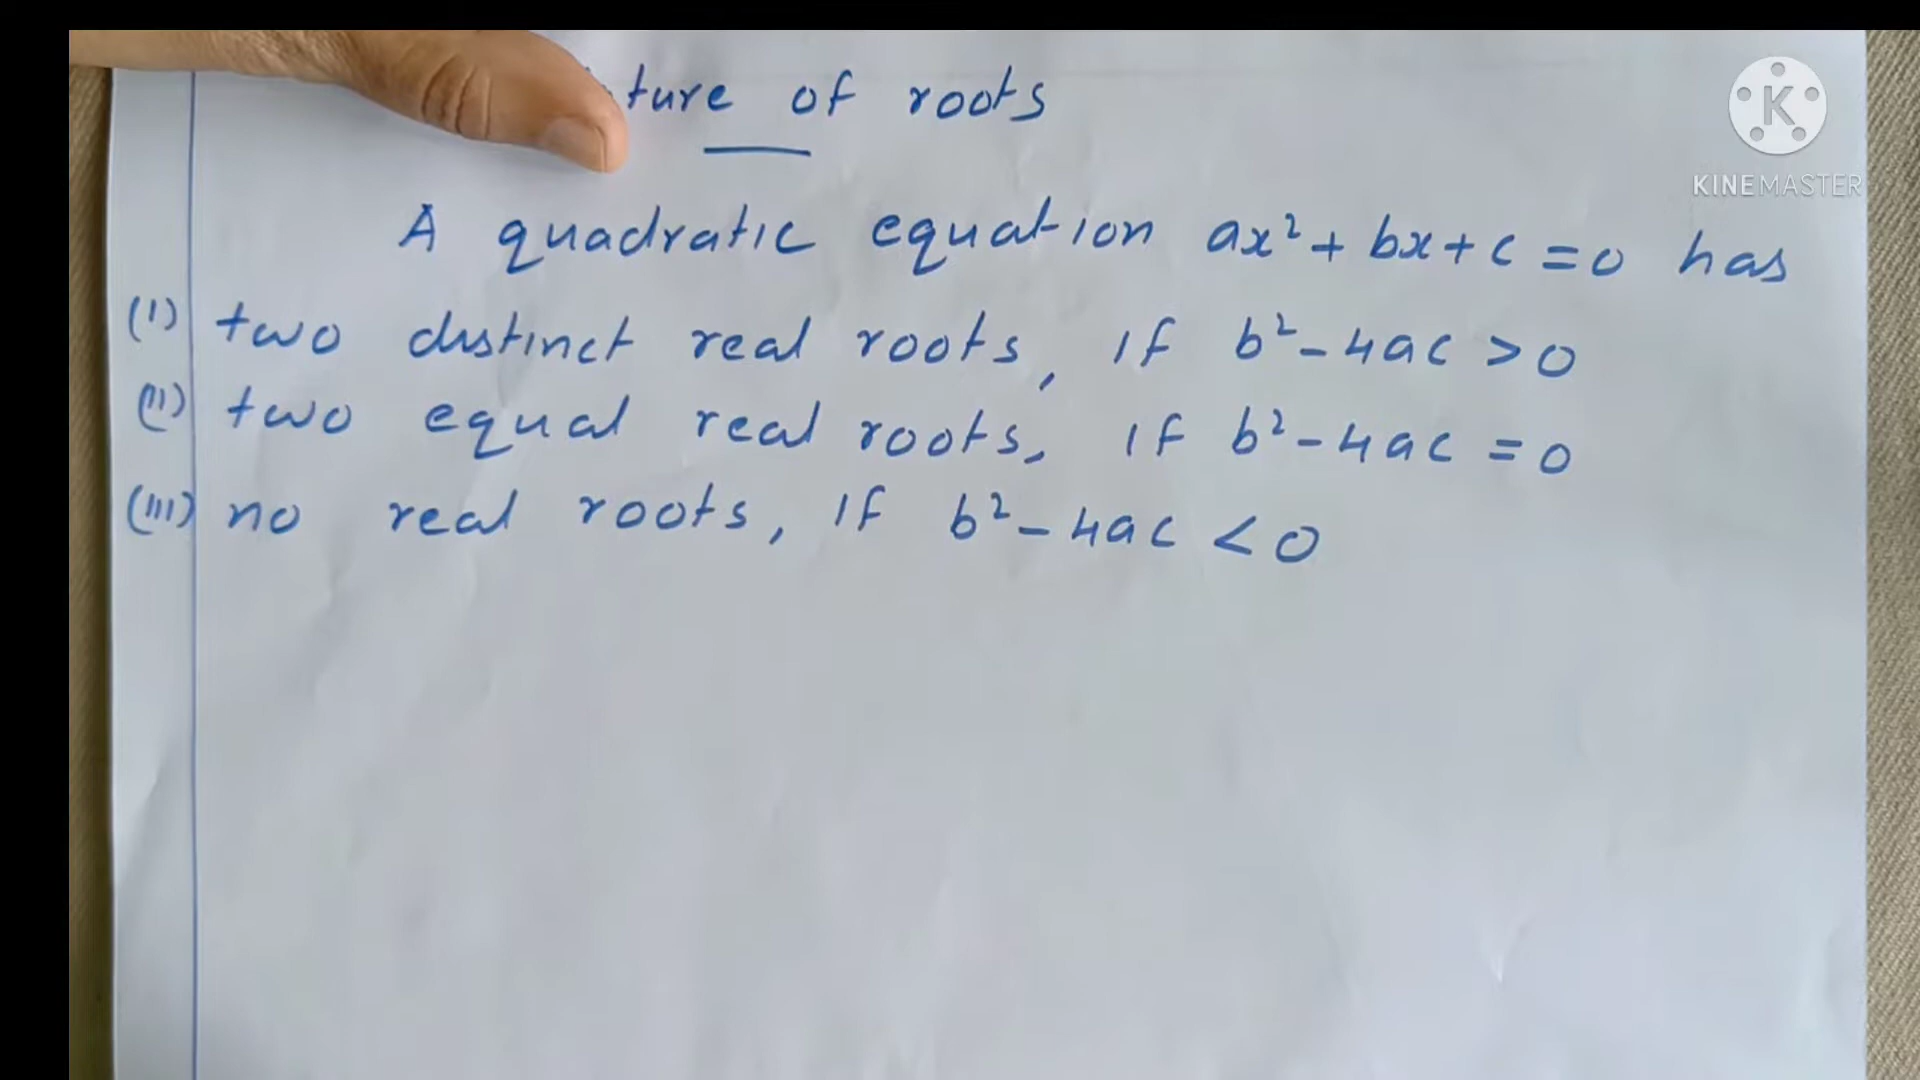 ture of roots
KINEMASTER
A quadratic equation ax² + bx + c = 0 has
(i) two distinct real roots, if b² - 4ac > 0
(ii) two equal real roots, if b² - 4ac = 0
(iii) no real roots, if b² - 4ac < 0